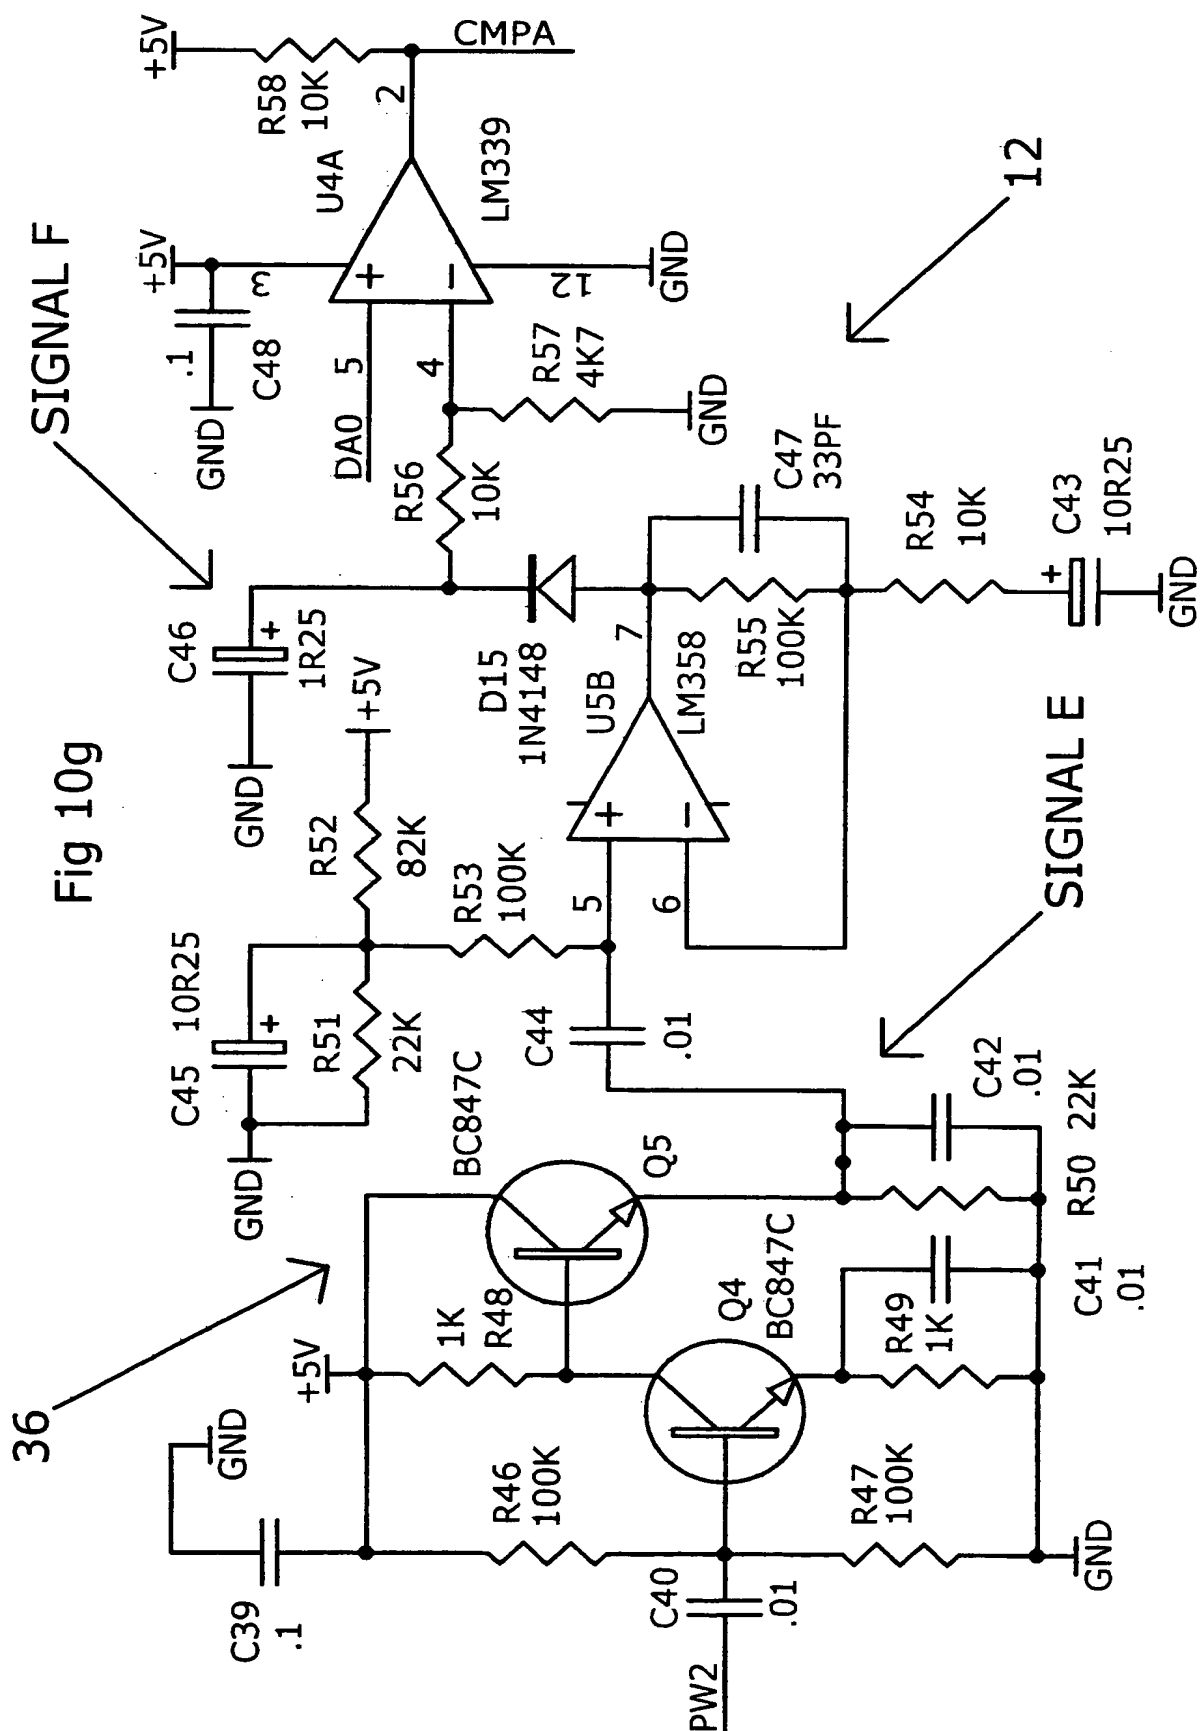 Fig 10g
SIGNAL F
SIGNAL E
36
12
PW2
C40
.01
C39
.1
GND
+5V
R46
100K
R47
100K
GND
1K
R48
Q4
BC847C
R49
1K
C41
.01
BC847C
Q5
R50 22K
C42
.01
C44
.01
GND
C45
10R25
+
R51
22K
R52
82K
+5V
R53
100K
5
6
+
−
7
U5B
LM358
D15
1N4148
R55
100K
C47
33PF
R54
10K
C43
10R25
+
GND
GND
C46
1R25
+
R56
10K
R57
4K7
GND
DA0
5
4
+
−
3
12
GND
GND
.1
C48
+5V
U4A
LM339
2
R58
10K
+5V
CMPA